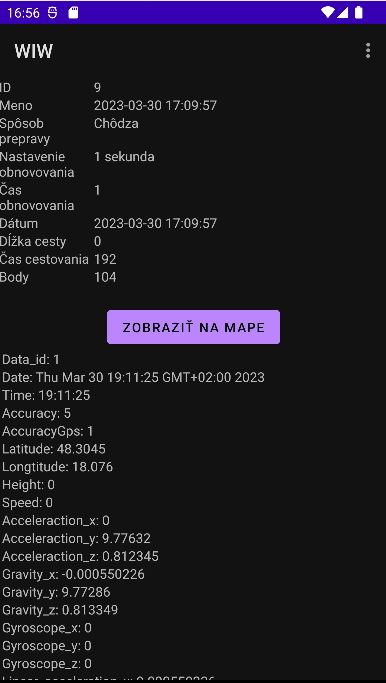 16:56
WIW
ID 9
Meno 2023-03-30 17:09:57
Spôsob prepravy Chôdza
Nastavenie obnovovania 1 sekunda
Čas obnovovania 1
Dátum 2023-03-30 17:09:57
Dĺžka cesty 0
Čas cestovania 192
Body 104
ZOBRAZIŤ NA MAPE
Data_id: 1
Date: Thu Mar 30 19:11:25 GMT+02:00 2023
Time: 19:11:25
Accuracy: 5
AccuracyGps: 1
Latitude: 48.3045
Longtitude: 18.076
Height: 0
Speed: 0
Acceleraction_x: 0
Acceleraction_y: 9.77632
Acceleraction_z: 0.812345
Gravity_x: -0.000550226
Gravity_y: 9.77286
Gravity_z: 0.813349
Gyroscope_x: 0
Gyroscope_y: 0
Gyroscope_z: 0